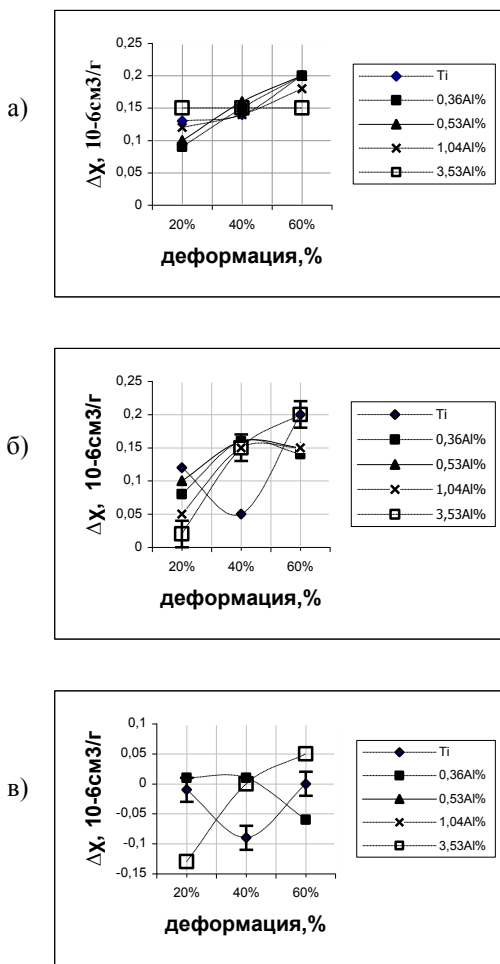 а)
Δχ, 10-6см3/г
0,25
0,2
0,15
0,1
0,05
0
20% 40% 60%
деформация,%
Ti
0,36Al%
0,53Al%
1,04Al%
3,53Al%
б)
Δχ, 10-6см3/г
0,25
0,2
0,15
0,1
0,05
0
20% 40% 60%
деформация,%
Ti
0,36Al%
0,53Al%
1,04Al%
3,53Al%
в)
Δχ, 10-6см3/г
0,1
0,05
0
-0,05
-0,1
-0,15
20% 40% 60%
деформация,%
Ti
0,36Al%
0,53Al%
1,04Al%
3,53Al%